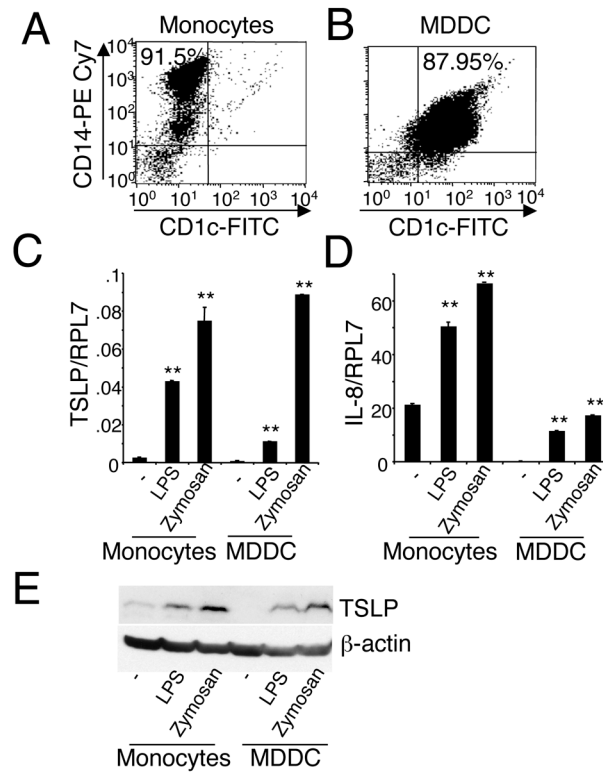 A
Monocytes
CD14-PE Cy7
10⁴
10³
10²
10¹
10⁰
91.5%
10⁰ 10¹ 10² 10³ 10⁴
CD1c-FITC
B
MDDC
87.95%
10⁰ 10¹ 10² 10³ 10⁴
CD1c-FITC
C
TSLP/RPL7
.1
0.08
0.06
.04
.02
0
** ** ** **
- LPS Zymosan - LPS Zymosan
Monocytes MDDC
D
IL-8/RPL7
60
40
20
0
** ** ** **
- LPS Zymosan - LPS Zymosan
Monocytes MDDC
E
TSLP
β-actin
- LPS Zymosan - LPS Zymosan
Monocytes MDDC